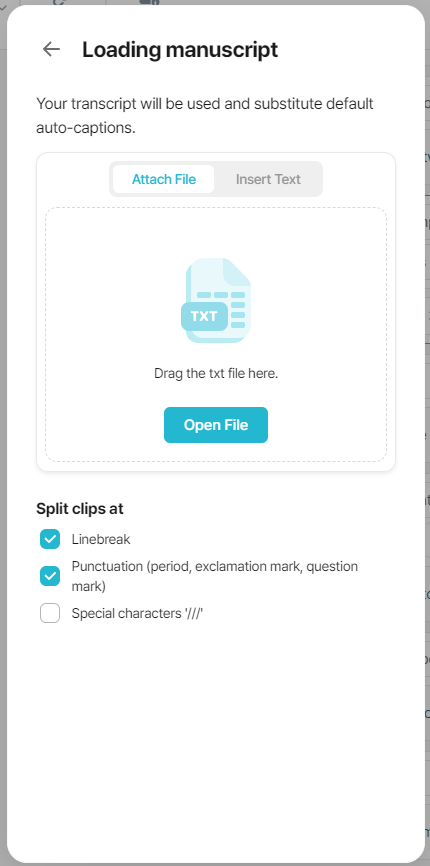 Loading manuscript
Your transcript will be used and substitute default
auto-captions.
Attach File
Insert Text
TXT
Drag the txt file here.
Open File
Split clips at
Linebreak
Punctuation (period, exclamation mark, question
mark)
Special characters '///'